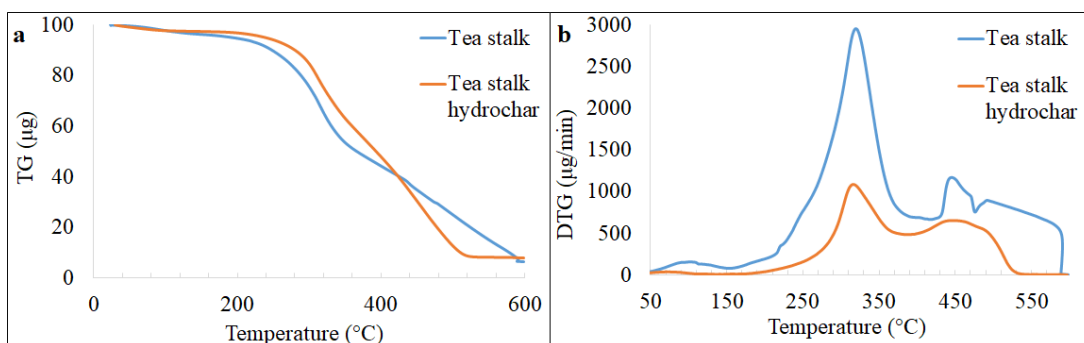 a
TG (µg)
100
80
60
40
20
0
0
200
400
600
Temperature (°C)
Tea stalk
Tea stalk
hydrochar
b
DTG (µg/min)
3000
2500
2000
1500
1000
500
0
50
150
250
350
450
550
Temperature (°C)
Tea stalk
Tea stalk
hydrochar